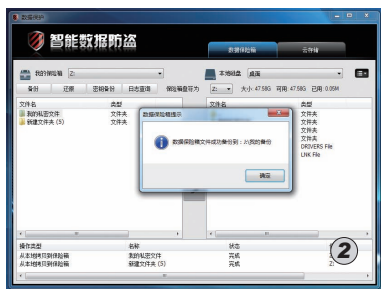 数据保护
智能数据防盗
数据保险箱 云存储
我的保险箱 Z: 本地磁盘 桌面
备份 还原 密钥备份 日志查询 保险箱盘符为 Z: 大小: 47.58G 可用: 47.58G 已用: 0.05M
文件名 类型 文件名 类型
我的私密文件 文件夹 文件夹
新建文件夹 (5) 文件夹 文件夹
文件夹
文件夹
DRIVERS File
LNK File
数据保险箱提示
数据保险箱文件成功备份到：J:\我的备份
确定
操作类型 名称 状态
从本地拷贝到保险箱 我的私密文件 完成
从本地拷贝到保险箱 新建文件夹 (5) 完成 Z:
2